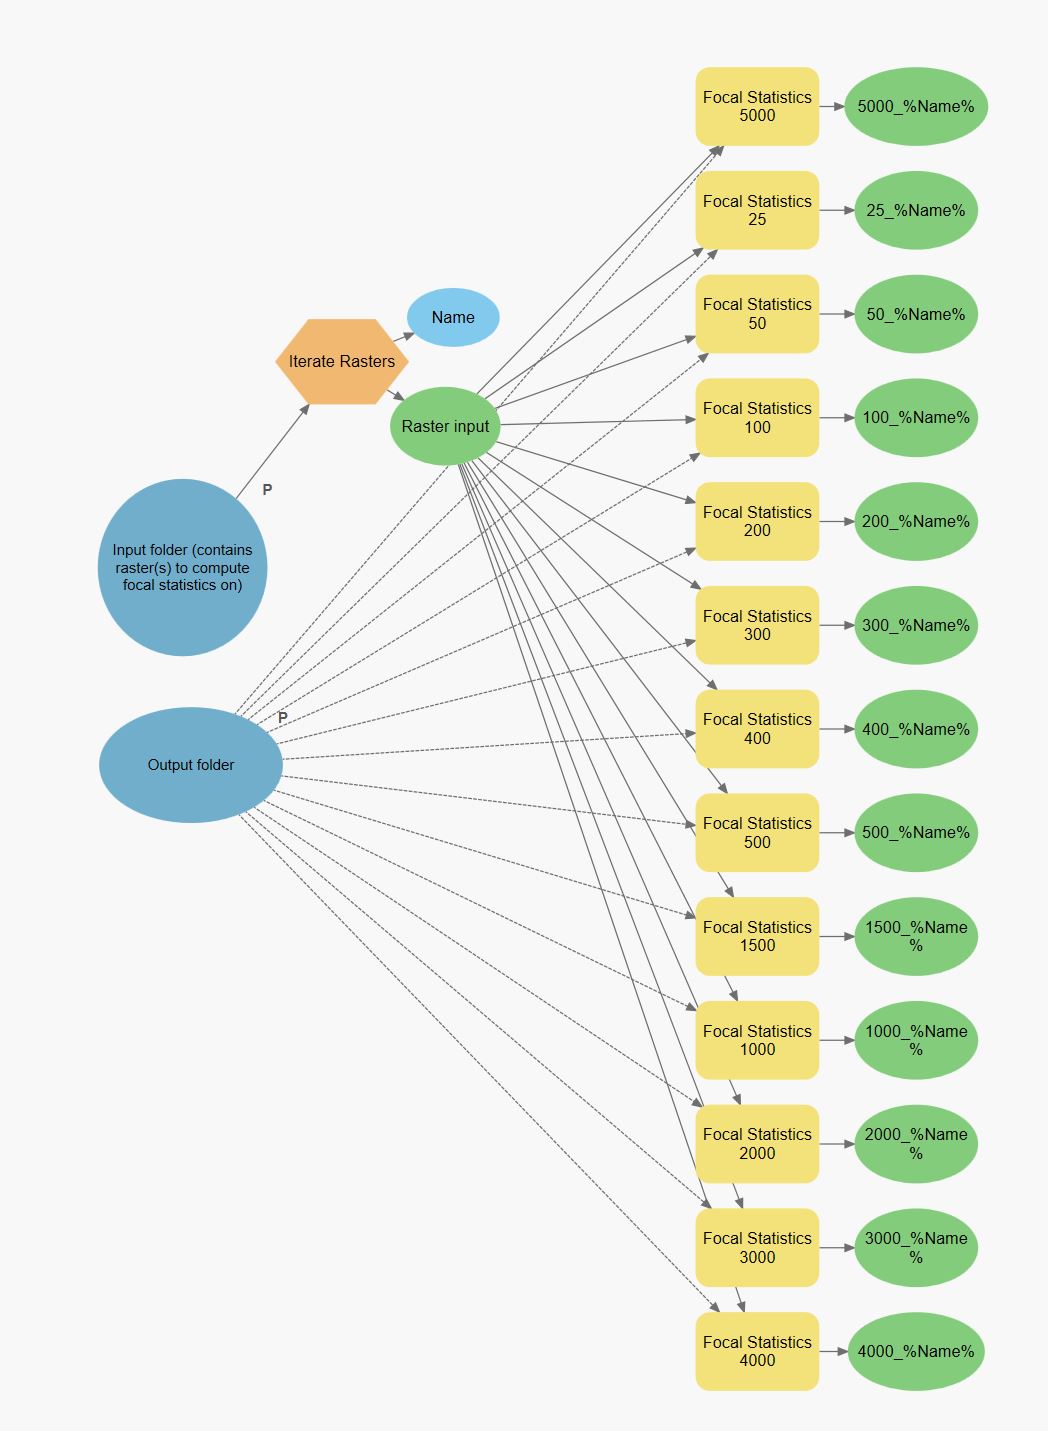 Focal Statistics
5000
5000_%Name%
Focal Statistics
25
25_%Name%
Focal Statistics
50
50_%Name%
Name
Iterate Rasters
Raster input
Focal Statistics
100
100_%Name%
P
Focal Statistics
200
200_%Name%
Input folder (contains
raster(s) to compute
focal statistics on)
Focal Statistics
300
300_%Name%
P
Output folder
Focal Statistics
400
400_%Name%
Focal Statistics
500
500_%Name%
Focal Statistics
1500
1500_%Name
%
Focal Statistics
1000
1000_%Name
%
Focal Statistics
2000
2000_%Name
%
Focal Statistics
3000
3000_%Name
%
Focal Statistics
4000
4000_%Name%